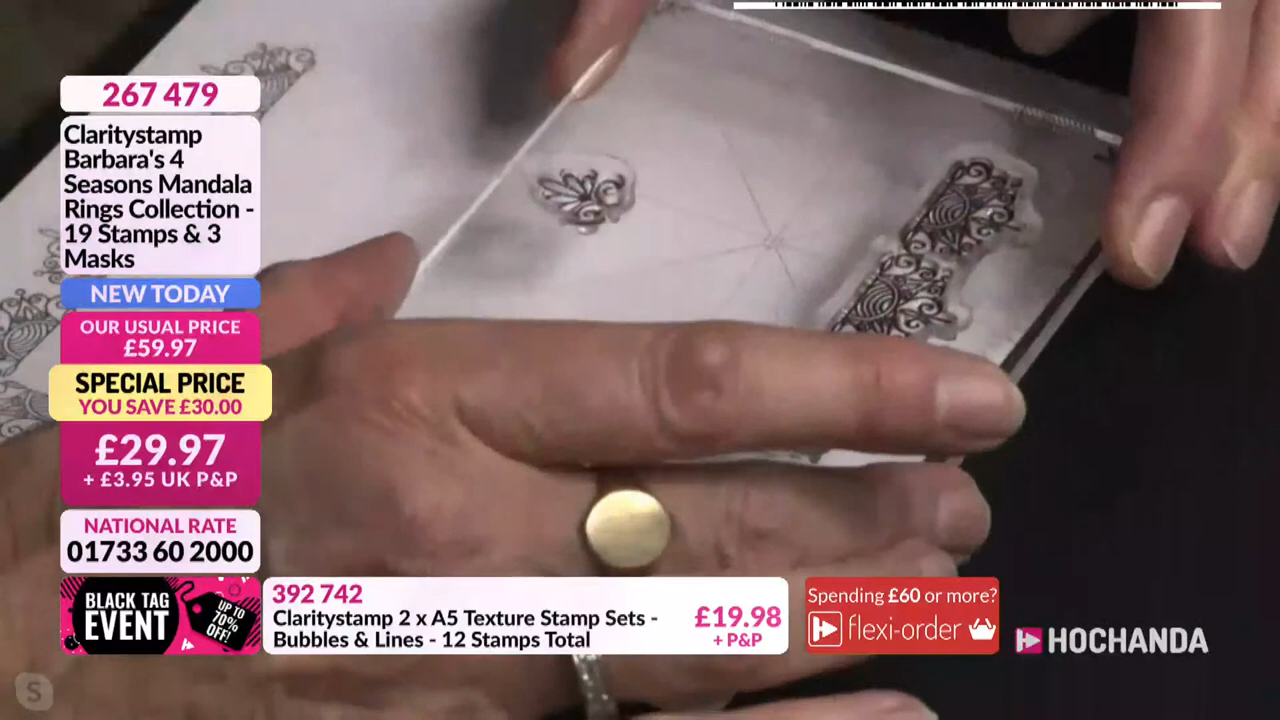 267 479
Claritystamp
Barbara's 4
Seasons Mandala
Rings Collection -
19 Stamps & 3
Masks
NEW TODAY
OUR USUAL PRICE
£59.97
SPECIAL PRICE
YOU SAVE £30.00
£29.97
+ £3.95 UK P&P
NATIONAL RATE
01733 60 2000
BLACK TAG
EVENT
UP TO
70%
OFF!
392 742
Claritystamp 2 x A5 Texture Stamp Sets -
Bubbles & Lines - 12 Stamps Total
£19.98
+ P&P
Spending £60 or more?
flexi-order
HOCHANDA
S